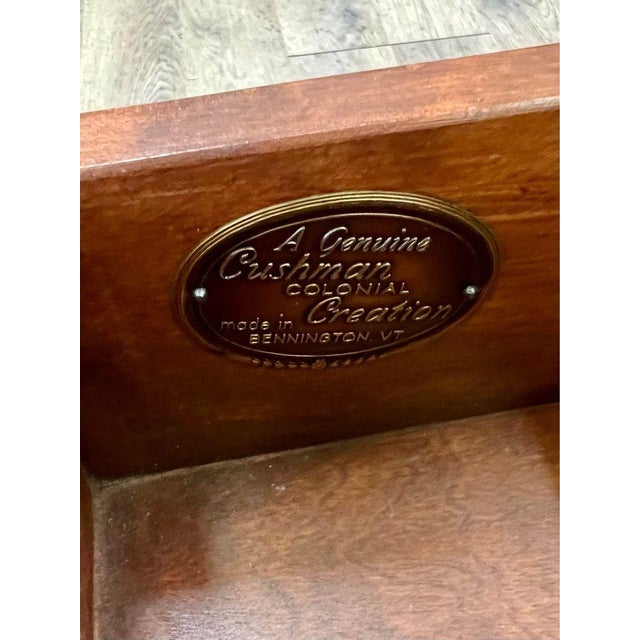 A Genuine
Cushman
COLONIAL
Creation
made in
BENNINGTON, VT